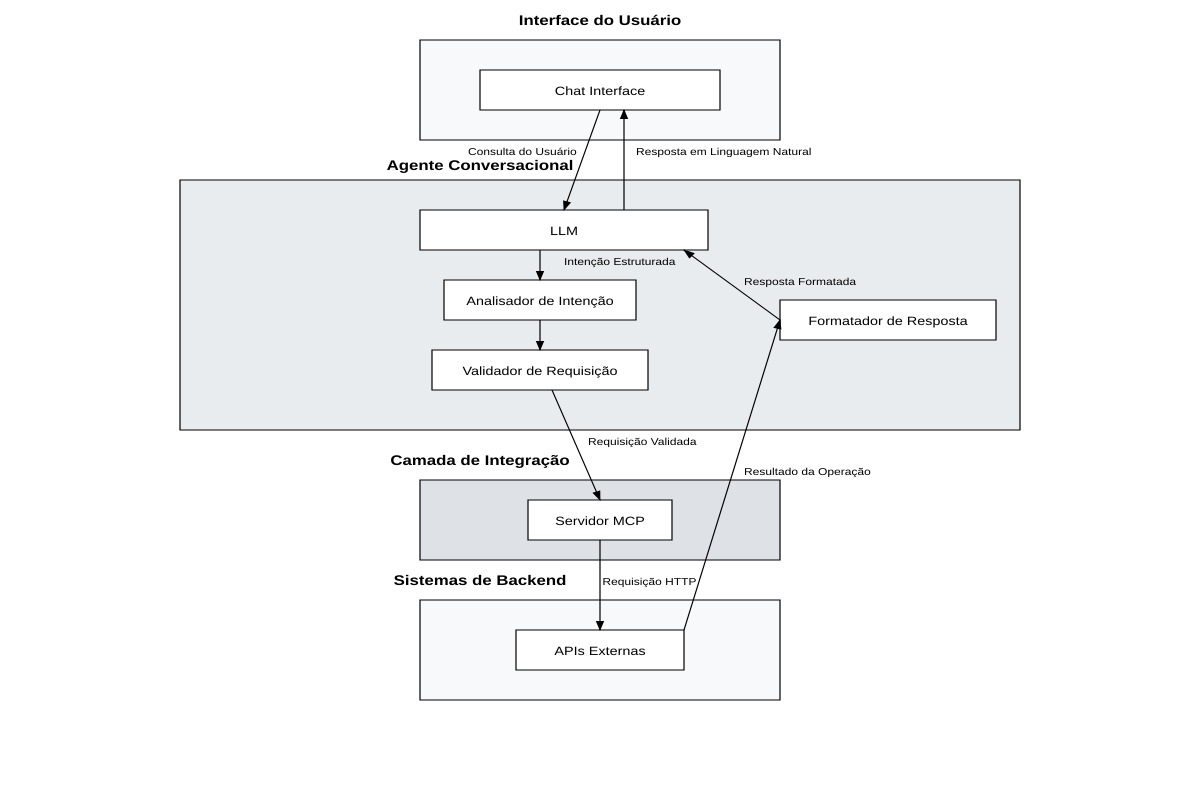 Interface do Usuário
Chat Interface
Consulta do Usuário
Resposta em Linguagem Natural
Agente Conversacional
LLM
Intenção Estruturada
Resposta Formatada
Analisador de Intenção
Formatador de Resposta
Validador de Requisição
Requisição Validada
Camada de Integração
Resultado da Operação
Servidor MCP
Sistemas de Backend
Requisição HTTP
APIs Externas